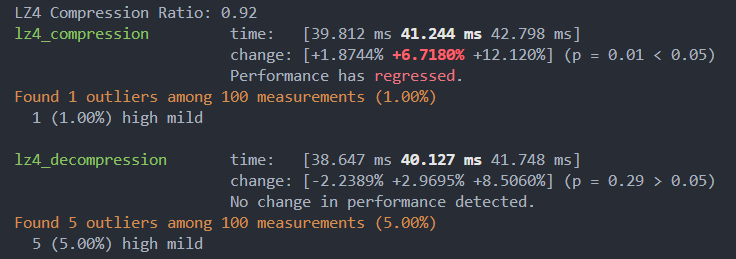 LZ4 Compression Ratio: 0.92
lz4_compression time: [39.812 ms 41.244 ms 42.798 ms]
change: [+1.8744% +6.7180% +12.120%] (p = 0.01 < 0.05)
Performance has regressed.
Found 1 outliers among 100 measurements (1.00%)
1 (1.00%) high mild
lz4_decompression time: [38.647 ms 40.127 ms 41.748 ms]
change: [-2.2389% +2.9695% +8.5060%] (p = 0.29 > 0.05)
No change in performance detected.
Found 5 outliers among 100 measurements (5.00%)
5 (5.00%) high mild